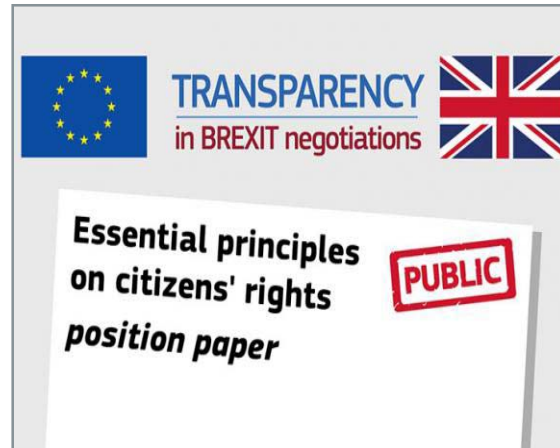 TRANSPARENCY
in BREXIT negotiations
Essential principles
on citizens' rights
position paper
PUBLIC